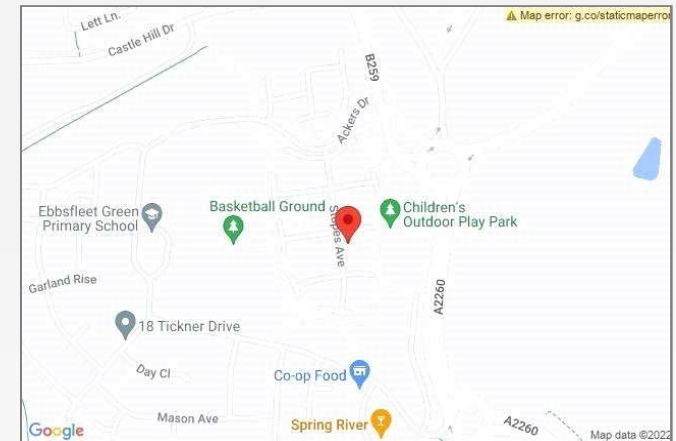 Lett Ln.
Castle Hill Dr
Map error: g.co/staticmaperror
B259
Ackers Dr
Ebbsfleet Green
Primary School
Basketball Ground
Stopes Ave
Children's
Outdoor Play Park
Garland Rise
A2260
18 Tickner Drive
Day Cl
Co-op Food
Mason Ave
Spring River
A2260
Google
Map data ©2022